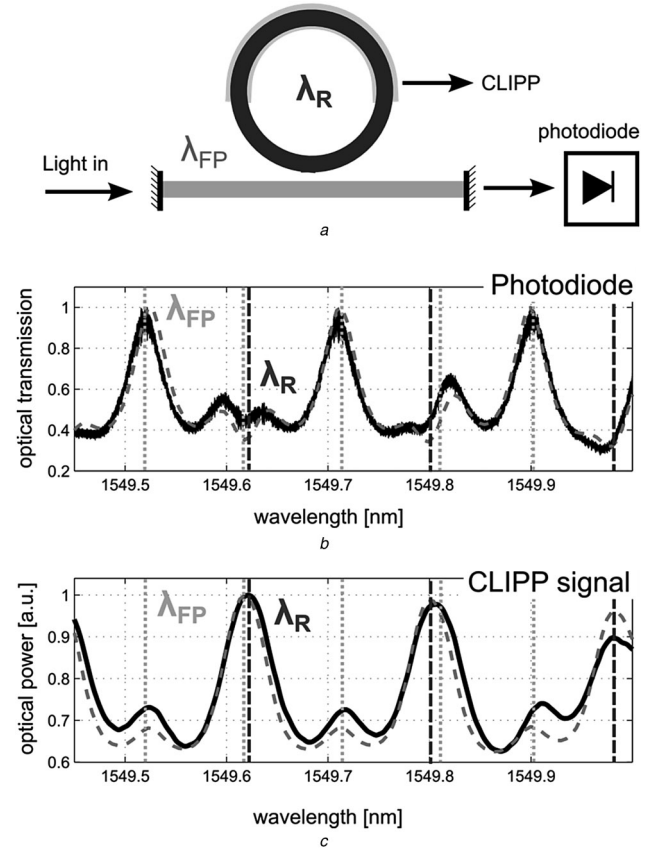 λR
CLIPP
λFP
photodiode
Light in
a
Photodiode
optical transmission
1
0.8
0.6
0.4
0.2
λFP
λR
1549.5
1549.6
1549.7
1549.8
1549.9
wavelength [nm]
b
CLIPP signal
optical power [a.u.]
1
0.9
0.8
0.7
0.6
λFP
λR
1549.5
1549.6
1549.7
1549.8
1549.9
wavelength [nm]
c